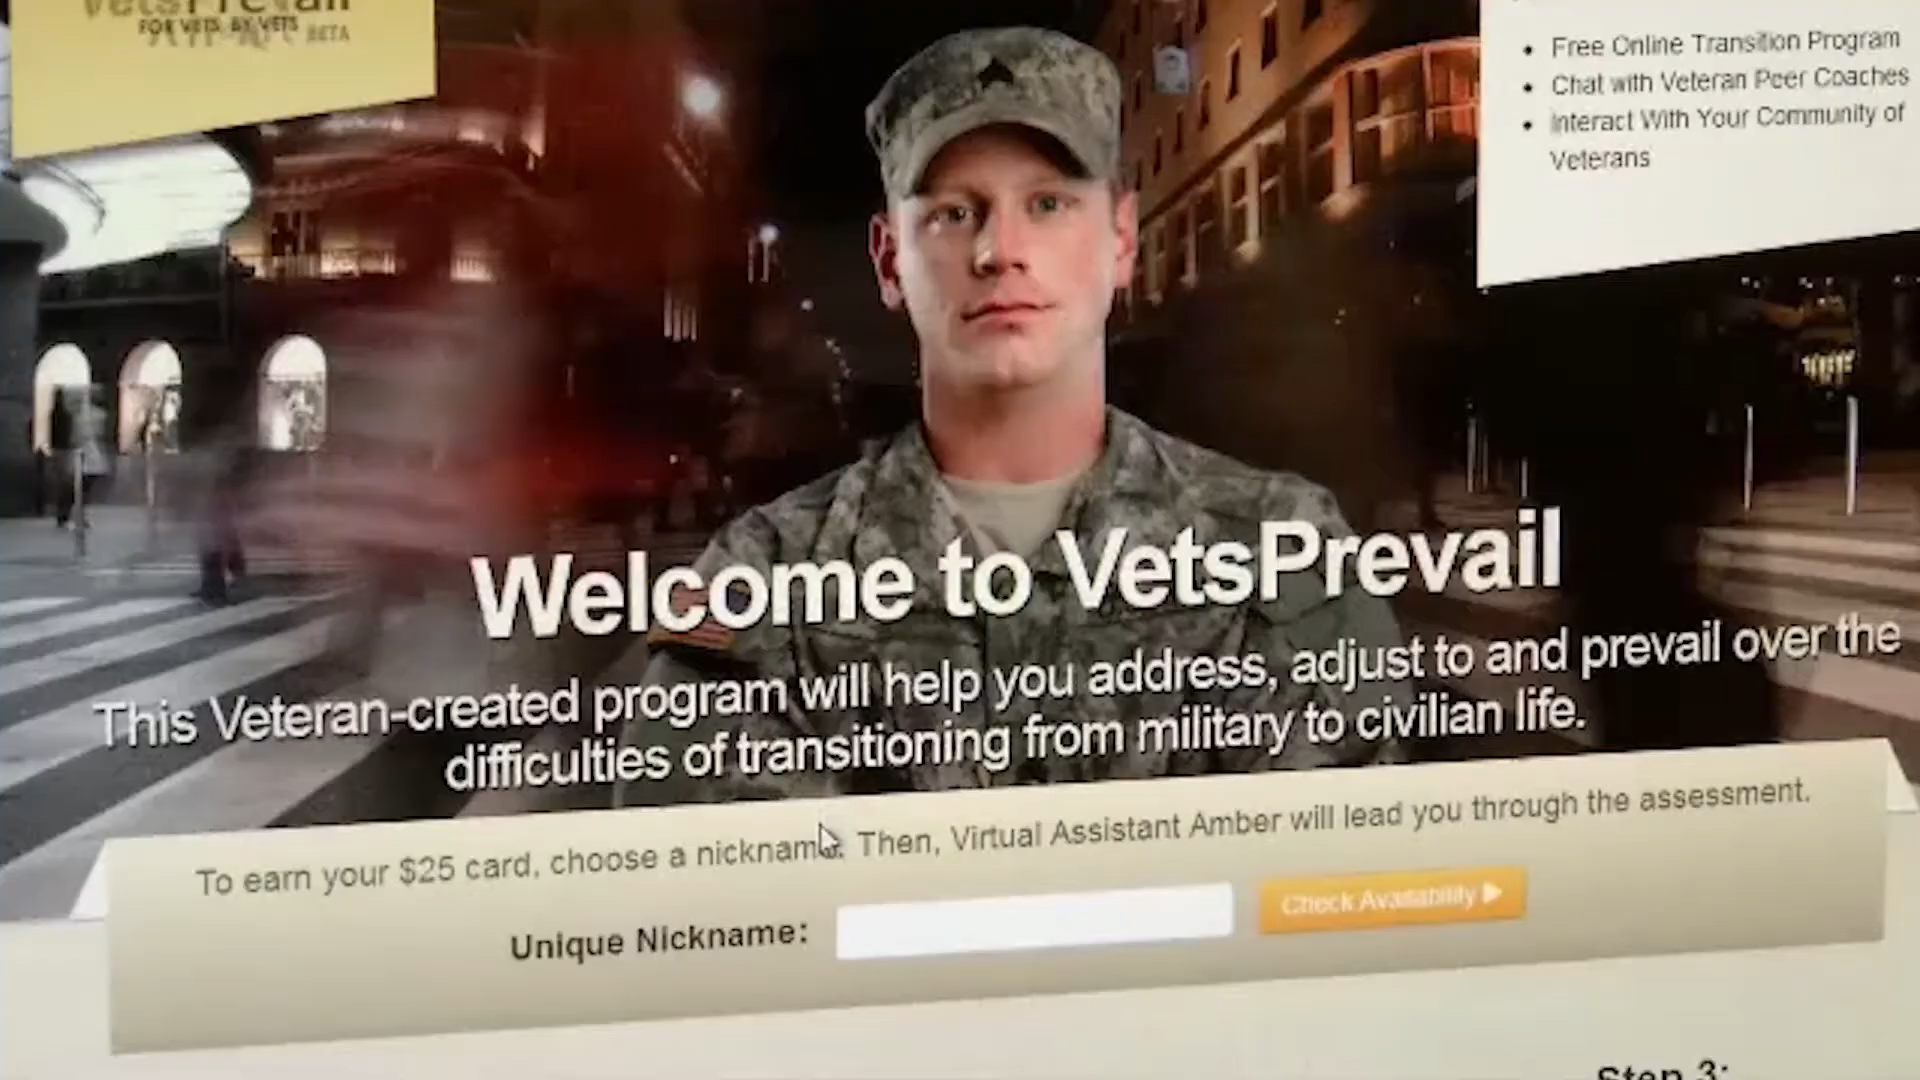 VetsPrevail
FOR VETS BY VETS
BETA
Free Online Transition Program
Chat with Veteran Peer Coaches
Interact With Your Community of
Veterans
Welcome to VetsPrevail
This Veteran-created program will help you address, adjust to and prevail over the
difficulties of transitioning from military to civilian life.
To earn your $25 card, choose a nickname. Then, Virtual Assistant Amber will lead you through the assessment.
Unique Nickname:
Check Availability
Step 3: